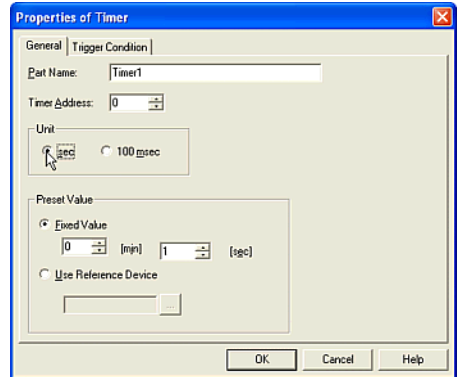 Properties of Timer
General Trigger Condition
Part Name: Timer1
Timer Address: 0
Unit
sec 100 msec
Preset Value
Fixed Value
0 [min] 1 [sec]
Use Reference Device
...
OK Cancel Help